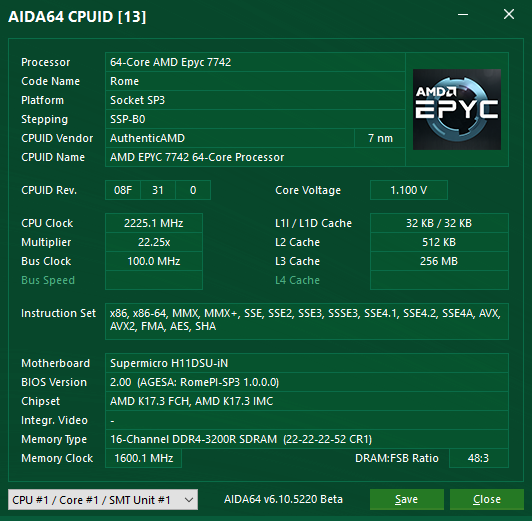 AIDA64 CPUID [13]
Processor 64-Core AMD Epyc 7742
Code Name Rome
Platform Socket SP3
Stepping SSP-B0
CPUID Vendor AuthenticAMD 7 nm
CPUID Name AMD EPYC 7742 64-Core Processor
AMD
EPYC
CPUID Rev. 08F 31 0 Core Voltage 1.100 V
CPU Clock 2225.1 MHz L1I / L1D Cache 32 KB / 32 KB
Multiplier 22.25x L2 Cache 512 KB
Bus Clock 100.0 MHz L3 Cache 256 MB
Bus Speed L4 Cache
Instruction Set x86, x86-64, MMX, MMX+, SSE, SSE2, SSE3, SSSE3, SSE4.1, SSE4.2, SSE4A, AVX,
AVX2, FMA, AES, SHA
Motherboard Supermicro H11DSU-iN
BIOS Version 2.00 (AGESA: RomePI-SP3 1.0.0.0)
Chipset AMD K17.3 FCH, AMD K17.3 IMC
Integr. Video -
Memory Type 16-Channel DDR4-3200R SDRAM (22-22-22-52 CR1)
Memory Clock 1600.1 MHz DRAM:FSB Ratio 48:3
CPU #1 / Core #1 / SMT Unit #1 AIDA64 v6.10.5220 Beta Save Close